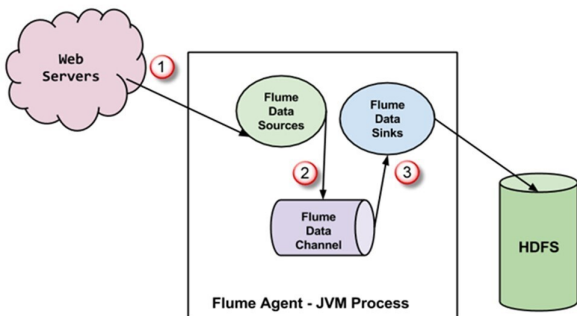 Web
Servers
1
Flume
Data
Sources
Flume
Data
Sinks
2
3
Flume
Data
Channel
HDFS
Flume Agent - JVM Process